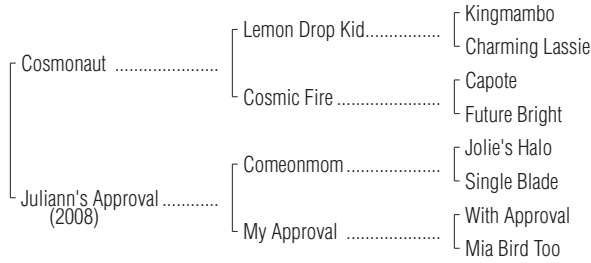 Kingmambo
Lemon Drop Kid..................
Charming Lassie
Cosmonaut .....................
Capote
Cosmic Fire .....................
Future Bright
Jolie's Halo
Comeonmom...................
Single Blade
Juliann's Approval ............
(2008)
With Approval
My Approval ...................
Mia Bird Too